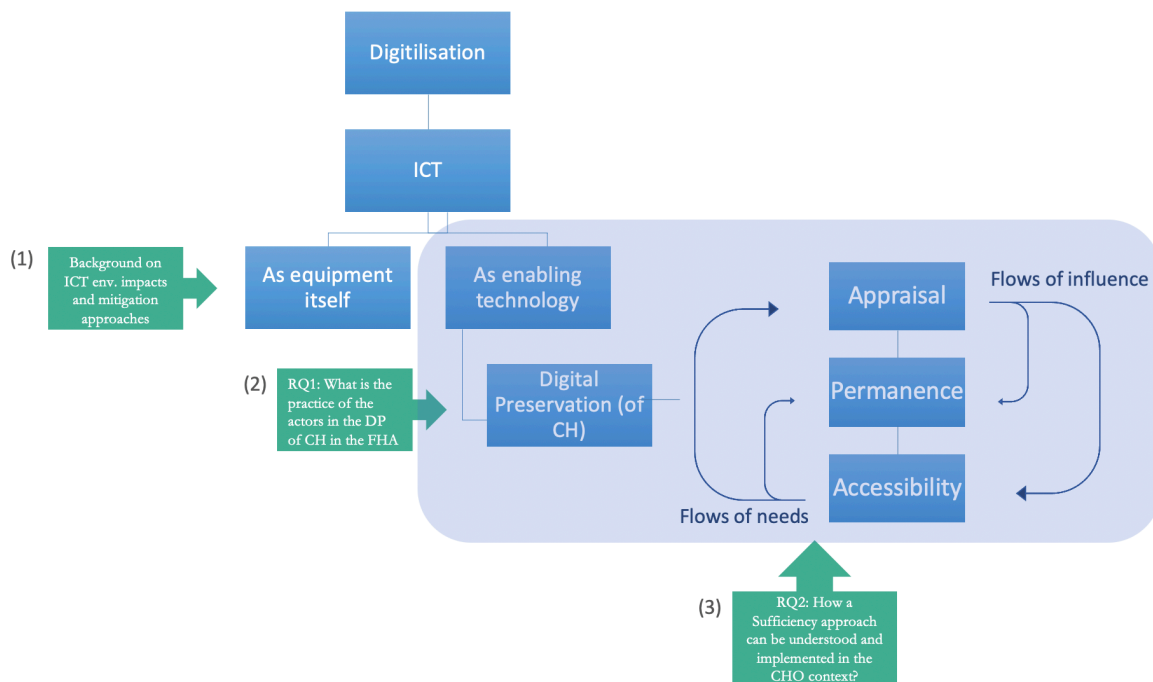 Digitilisation
ICT
(1)
Background on
ICT env. impacts
and mitigation
approaches
As equipment
itself
As enabling
technology
Appraisal
Flows of influence
(2)
RQ1: What is the
practice of the
actors in the DP
of CH in the FHA
Digital
Preservation (of
CH)
Permanence
Accessibility
Flows of needs
(3)
RQ2: How a
Sufficiency approach
can be understood and
implemented in the
CHO context?